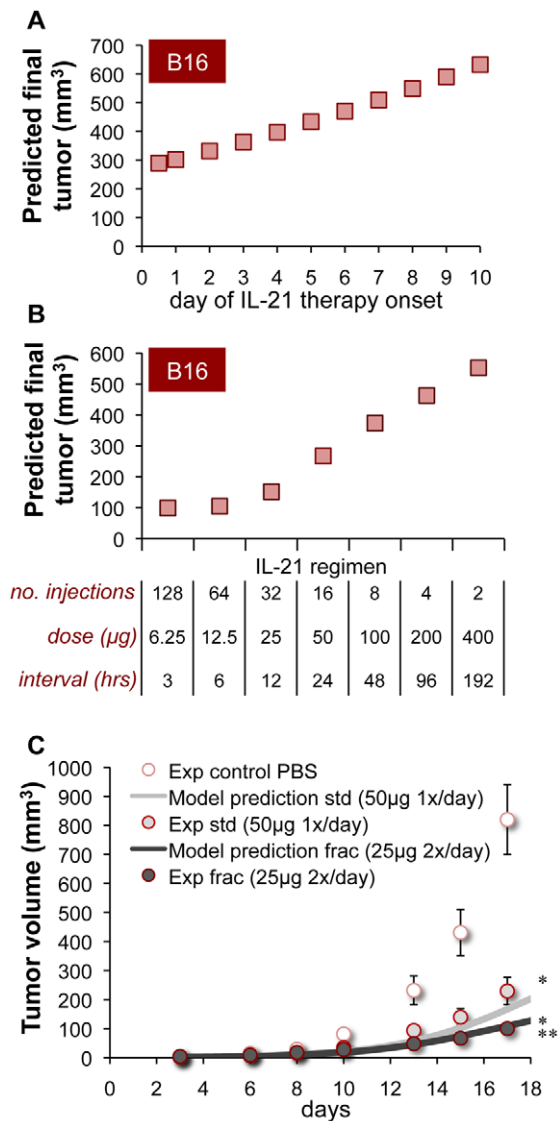 A
Predicted final
tumor (mm³)
700
600
500
400
300
200
100
0
B16
0 1 2 3 4 5 6 7 8 9 10
day of IL-21 therapy onset
B
Predicted final
tumor (mm³)
600
500
400
300
200
100
0
B16
IL-21 regimen
no. injections 128 64 32 16 8 4 2
dose (µg) 6.25 12.5 25 50 100 200 400
interval (hrs) 3 6 12 24 48 96 192
C
Tumor volume (mm³)
1000
900
800
700
600
500
400
300
200
100
0
Exp control PBS
Model prediction std (50µg 1x/day)
Exp std (50µg 1x/day)
Model prediction frac (25µg 2x/day)
Exp frac (25µg 2x/day)
*
*
**
0 2 4 6 8 10 12 14 16 18
days